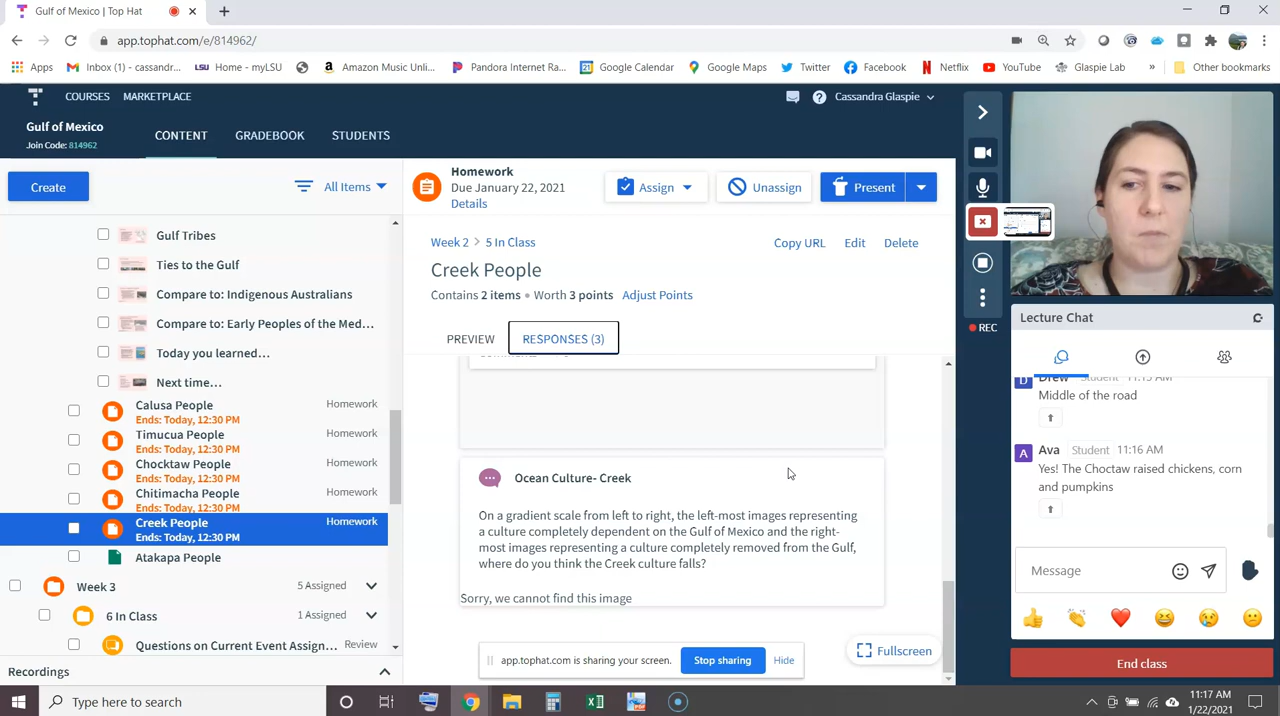 Gulf of Mexico | Top Hat
app.tophat.com/e/814962/
Apps
Inbox (1) - cassandr...
LSU Home - myLSU
Amazon Music Unli...
Pandora Internet Ra...
Google Calendar
Google Maps
Twitter
Facebook
Netflix
YouTube
Glaspie Lab
»
Other bookmarks
COURSES
MARKETPLACE
Cassandra Glaspie
Gulf of Mexico
Join Code: 814962
CONTENT
GRADEBOOK
STUDENTS
Create
All Items
Homework
Due January 22, 2021
Details
Assign
Unassign
Present
Gulf Tribes
Ties to the Gulf
Compare to: Indigenous Australians
Compare to: Early Peoples of the Med...
Today you learned...
Next time...
Calusa People
Homework
Ends: Today, 12:30 PM
Timucua People
Homework
Ends: Today, 12:30 PM
Chocktaw People
Homework
Ends: Today, 12:30 PM
Chitimacha People
Homework
Ends: Today, 12:30 PM
Creek People
Homework
Ends: Today, 12:30 PM
Atakapa People
Week 3
5 Assigned
6 In Class
1 Assigned
Questions on Current Event Assign...
Review
Recordings
Week 2 > 5 In Class
Copy URL
Edit
Delete
Creek People
Contains 2 items • Worth 3 points
Adjust Points
PREVIEW
RESPONSES (3)
Ocean Culture- Creek
On a gradient scale from left to right, the left-most images representing
a culture completely dependent on the Gulf of Mexico and the right-
most images representing a culture completely removed from the Gulf,
where do you think the Creek culture falls?
Sorry, we cannot find this image
app.tophat.com is sharing your screen.
Stop sharing
Hide
Fullscreen
REC
Lecture Chat
D
Drew Student 11:15 AM
Middle of the road
A
Ava Student 11:16 AM
Yes! The Choctaw raised chickens, corn
and pumpkins
Message
End class
Type here to search
11:17 AM
1/22/2021